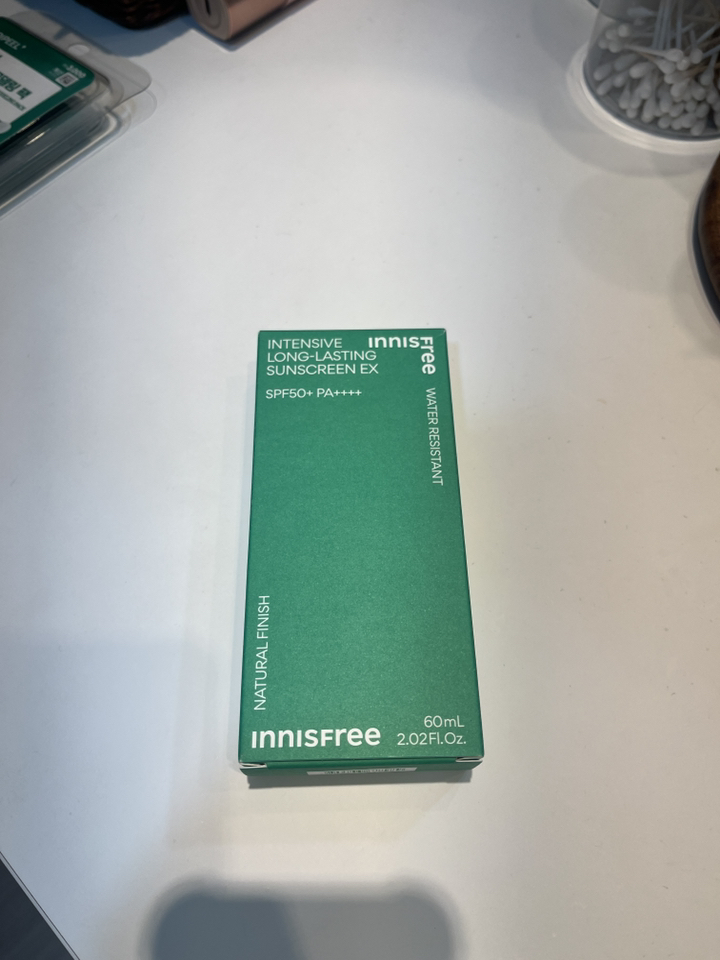 INTENSIVE
LONG-LASTING
SUNSCREEN EX
SPF50+ PA++++
innisfree
WATER RESISTANT
NATURAL FINISH
innisfree
60mL
2.02Fl.Oz.